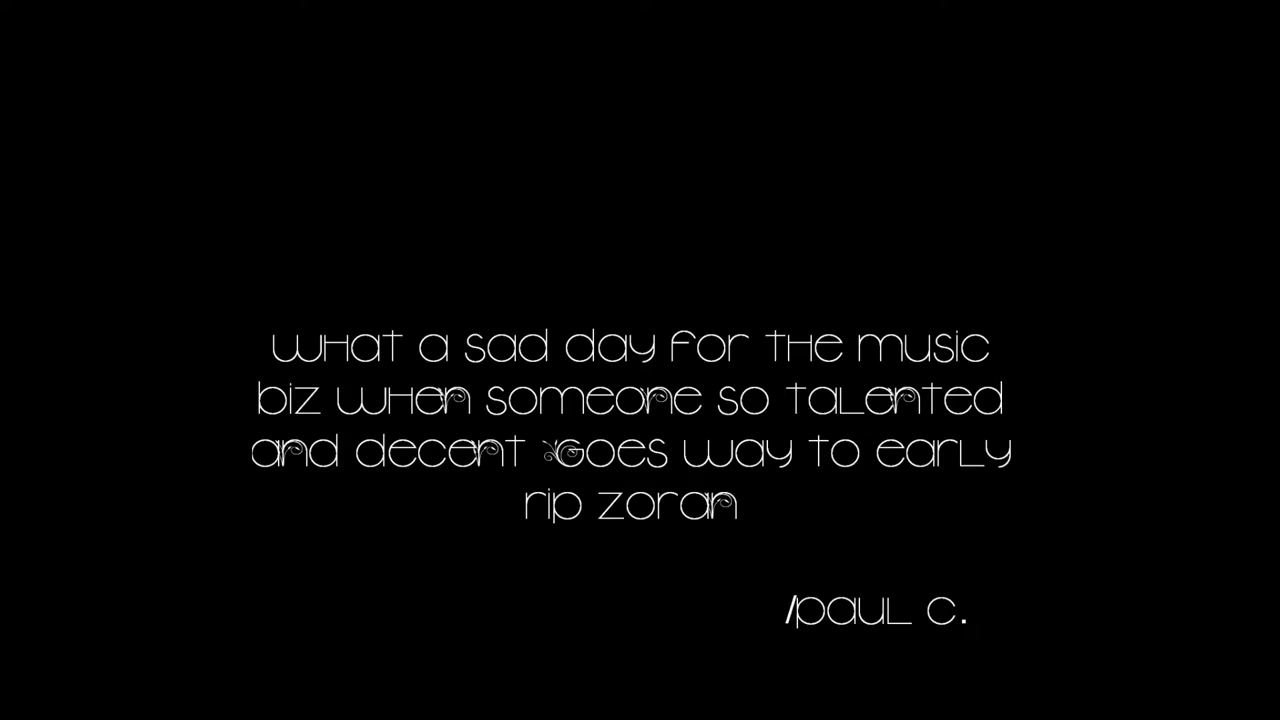 what a sad day for the music
biz when someone so talented
and decent goes way to early
rip zoran
/paul c.